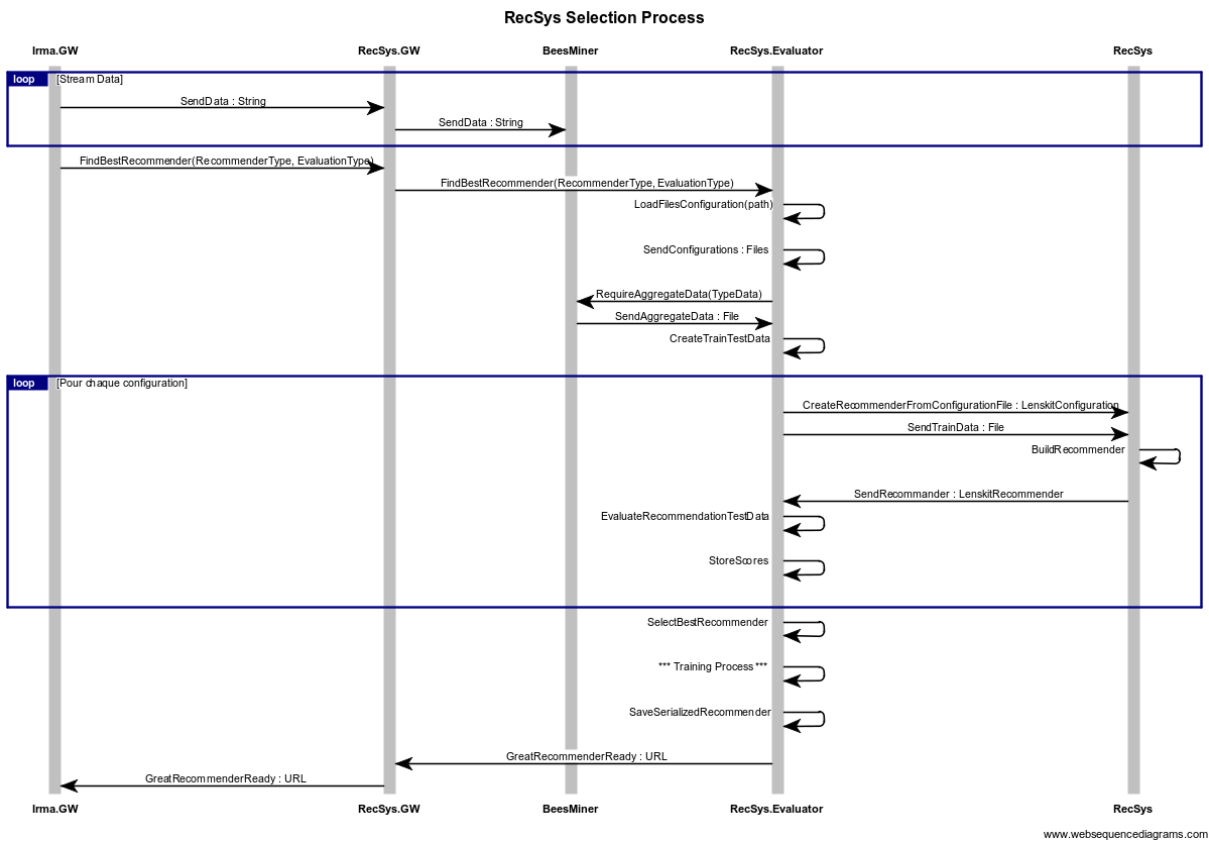 RecSys Selection Process
Irma.GW RecSys.GW BeesMiner RecSys.Evaluator RecSys
loop [Stream Data]
SendData : String
SendData : String
FindBestRecommender(RecommenderType, EvaluationType)
FindBestRecommender(RecommenderType, EvaluationType)
LoadFilesConfiguration(path)
SendConfigurations : Files
RequireAggregateData(TypeData)
SendAggregateData : File
CreateTrainTestData
loop [Pour chaque configuration]
CreateRecommenderFromConfigurationFile : LenskitConfiguration
SendTrainData : File
BuildRecommender
SendRecommander : LenskitRecommender
EvaluateRecommendationTestData
StoreScores
SelectBestRecommender
*** Training Process ***
SaveSerializedRecommender
GreatRecommenderReady : URL
GreatRecommenderReady : URL
Irma.GW RecSys.GW BeesMiner RecSys.Evaluator RecSys
www.websequencediagrams.com